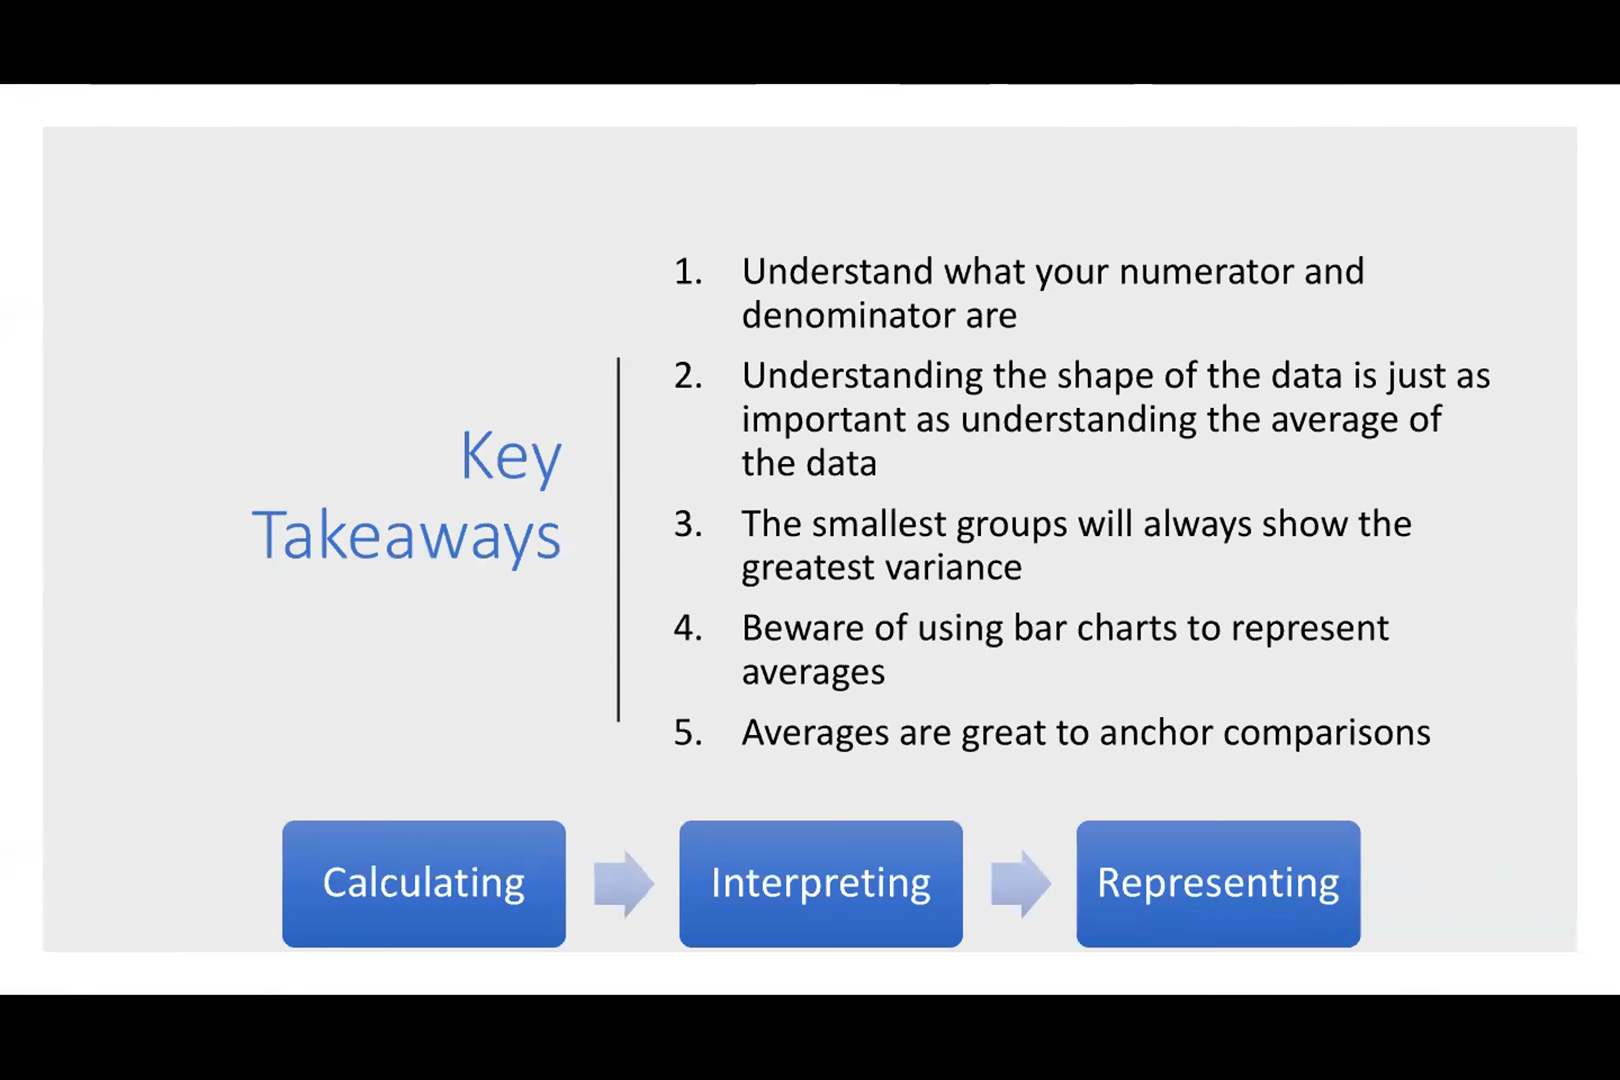 Key
Takeaways
1. Understand what your numerator and
denominator are
2. Understanding the shape of the data is just as
important as understanding the average of
the data
3. The smallest groups will always show the
greatest variance
4. Beware of using bar charts to represent
averages
5. Averages are great to anchor comparisons
Calculating
Interpreting
Representing